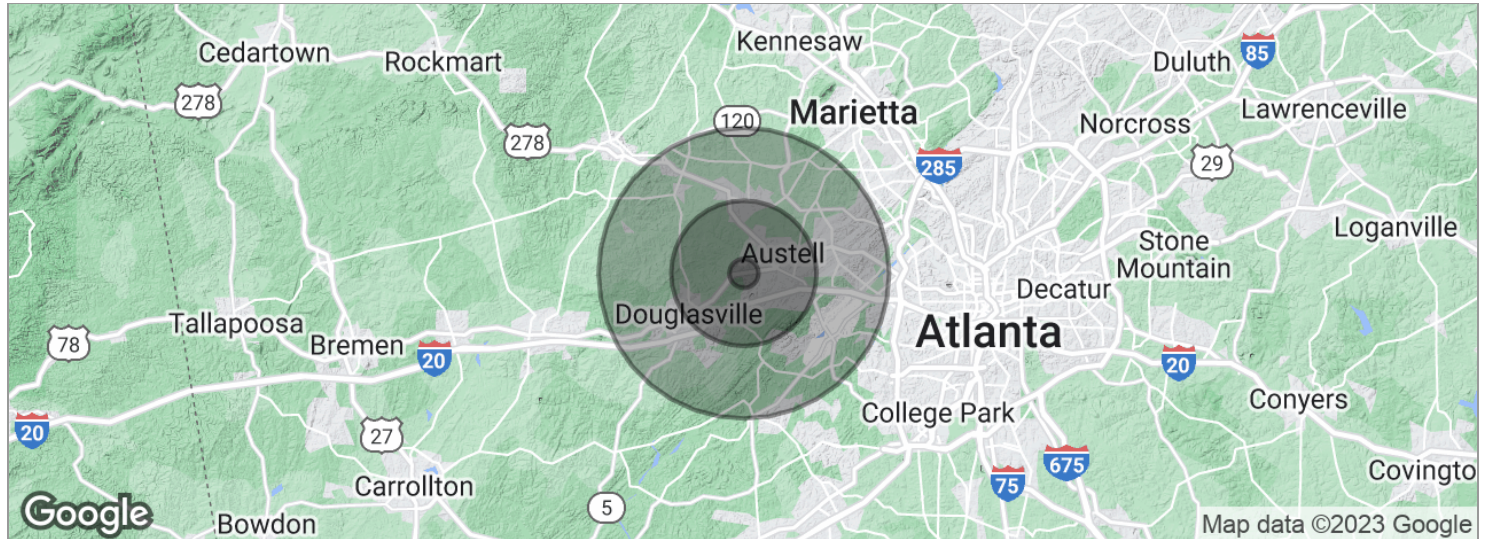 Kennesaw
85
Cedartown
Rockmart
Duluth
278
Marietta
Lawrenceville
120
Norcross
278
285
29
Loganville
Austell
Stone
Mountain
Decatur
Douglasville
Tallapoosa
Atlanta
78
Bremen
20
20
Conyers
College Park
20
27
675
Covingto
75
Carrollton
5
Google
Bowdon
Map data ©2023 Google